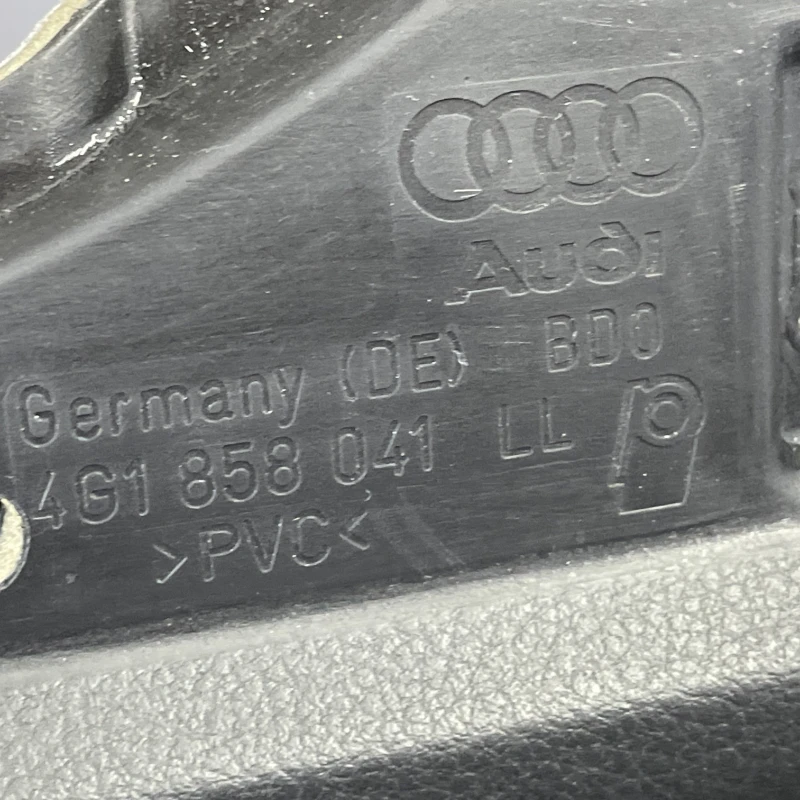 Audi
Germany (DE) BD0
4G1 858 041 LL
>PVC<